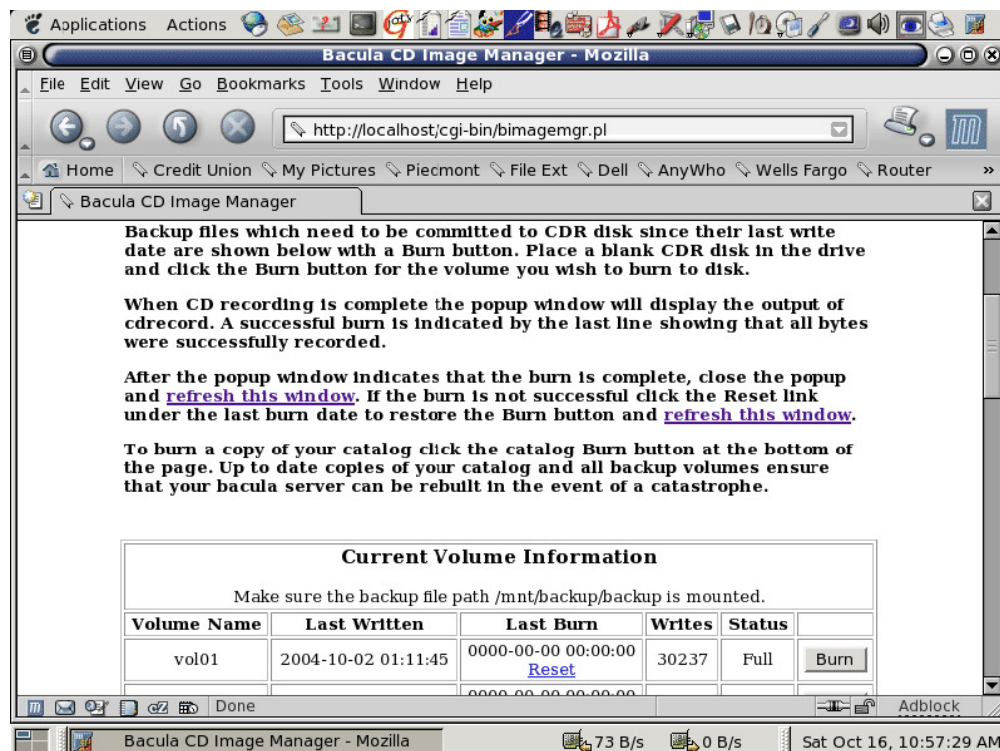 Applications Actions
Bacula CD Image Manager - Mozilla
File Edit View Go Bookmarks Tools Window Help
http://localhost/cgi-bin/bimagemgr.pl
Home Credit Union My Pictures Piecmont File Ext Dell AnyWho Wells Fargo Router »
Bacula CD Image Manager
Backup files which need to be committed to CDR disk since their last write
date are shown below with a Burn button. Place a blank CDR disk in the drive
and click the Burn button for the volume you wish to burn to disk.
When CD recording is complete the popup window will display the output of
cdrecord. A successful burn is indicated by the last line showing that all bytes
were successfully recorded.
After the popup window indicates that the burn is complete, close the popup
and refresh this window. If the burn is not successful click the Reset link
under the last burn date to restore the Burn button and refresh this window.
To burn a copy of your catalog click the catalog Burn button at the bottom of
the page. Up to date copies of your catalog and all backup volumes ensure
that your bacula server can be rebuilt in the event of a catastrophe.
Current Volume Information
Make sure the backup file path /mnt/backup/backup is mounted.
Volume Name Last Written Last Burn Writes Status
vol01 2004-10-02 01:11:45 0000-00-00 00:00:00 30237 Full Burn
Reset
0000-00-00 00:00:00
Done Adblock
Bacula CD Image Manager - Mozilla 73 B/s 0 B/s Sat Oct 16, 10:57:29 AM